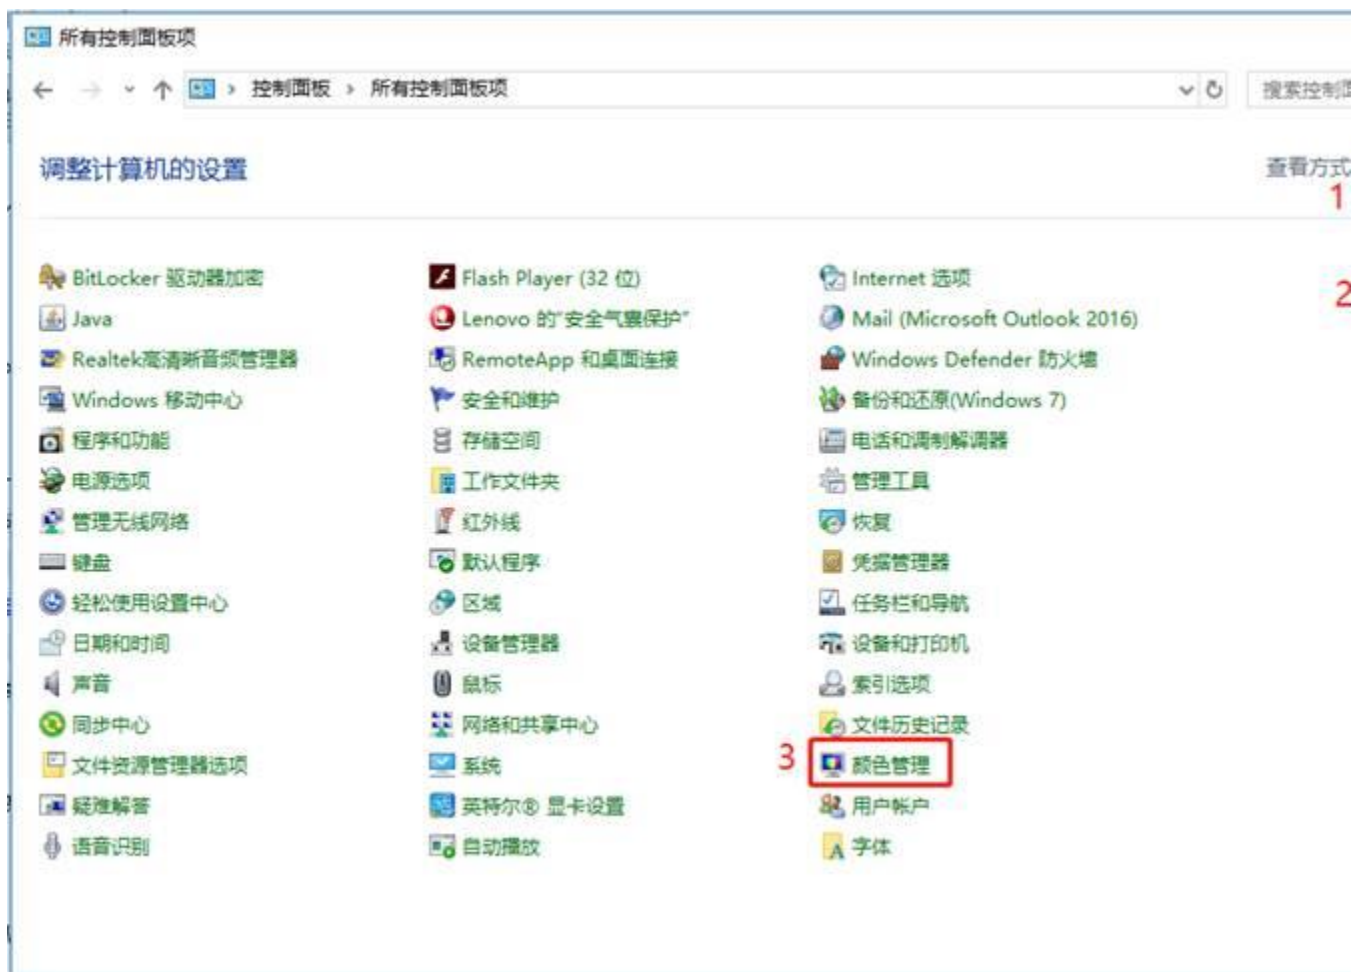 所有控制面板项
控制面板 › 所有控制面板项
搜索控制面
调整计算机的设置
查看方式
1
BitLocker 驱动器加密 Flash Player (32 位) Internet 选项
2
Java Lenovo 的“安全气囊保护” Mail (Microsoft Outlook 2016)
Realtek高清晰音频管理器 RemoteApp 和桌面连接 Windows Defender 防火墙
Windows 移动中心 安全和维护 备份和还原(Windows 7)
程序和功能 存储空间 电话和调制解调器
电源选项 工作文件夹 管理工具
管理无线网络 红外线 恢复
键盘 默认程序 凭据管理器
轻松使用设置中心 区域 任务栏和导航
日期和时间 设备管理器 设备和打印机
声音 鼠标 索引选项
同步中心 网络和共享中心 文件历史记录
文件资源管理器选项 系统 3 颜色管理
疑难解答 英特尔® 显卡设置 用户帐户
语音识别 自动播放 字体